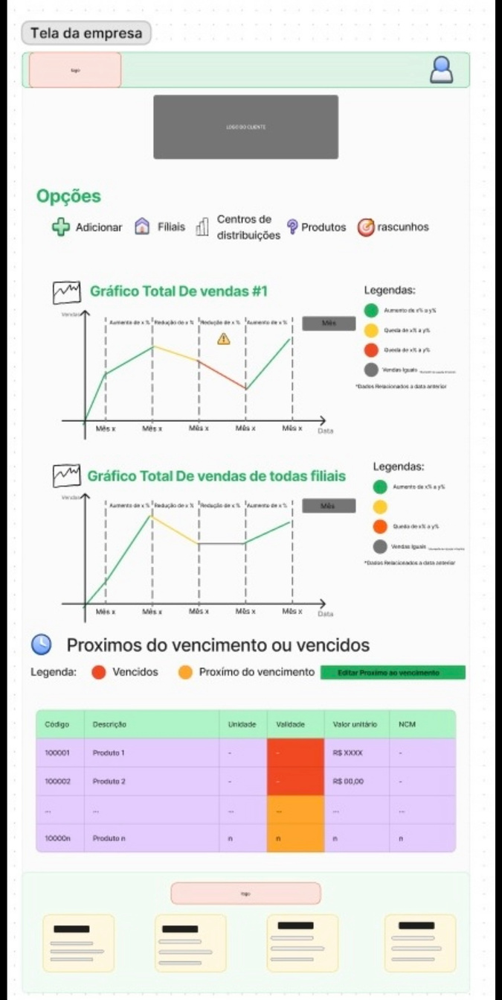 Tela da empresa
logo
LOGO DO CLIENTE
Opções
Adicionar
Filiais
Centros de
distribuições
Produtos
rascunhos
Gráfico Total De vendas #1
Vendas
Aumento de x %
Redução de x %
Redução de x %
Aumento de x %
Mês
Mês x
Mês x
Mês x
Mês x
Mês x
Data
Legendas:
Aumento de x% a y%
Queda de x% a y%
Queda de x% a y%
Vendas Iguais
*Dados Relacionados a data anterior
Gráfico Total De vendas de todas filiais
Vendas
Aumento de x %
Redução de x %
Redução de x %
Aumento de x %
Mês
Mês x
Mês x
Mês x
Mês x
Mês x
Data
Legendas:
Aumento de x% a y%
Queda de x% a y%
Vendas Iguais
*Dados Relacionados a data anterior
Proximos do vencimento ou vencidos
Legenda: Vencidos Proxímo do vencimento Editar Proximo ao vencimento
Código Descrição Unidade Validade Valor unitário NCM
100001 Produto 1 - - R$ XXXX -
100002 Produto 2 - - R$ 00,00 -
... ... ... ... ... ...
10000n Produto n n n n n
logo